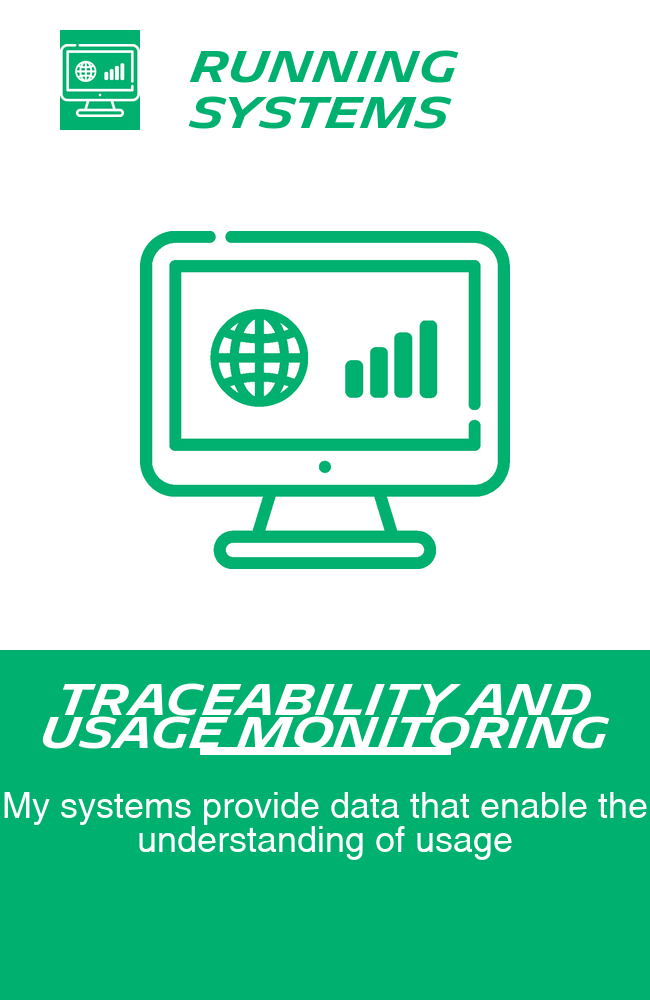 RUNNING
SYSTEMS
TRACEABILITY AND
USAGE MONITORING
My systems provide data that enable the
understanding of usage